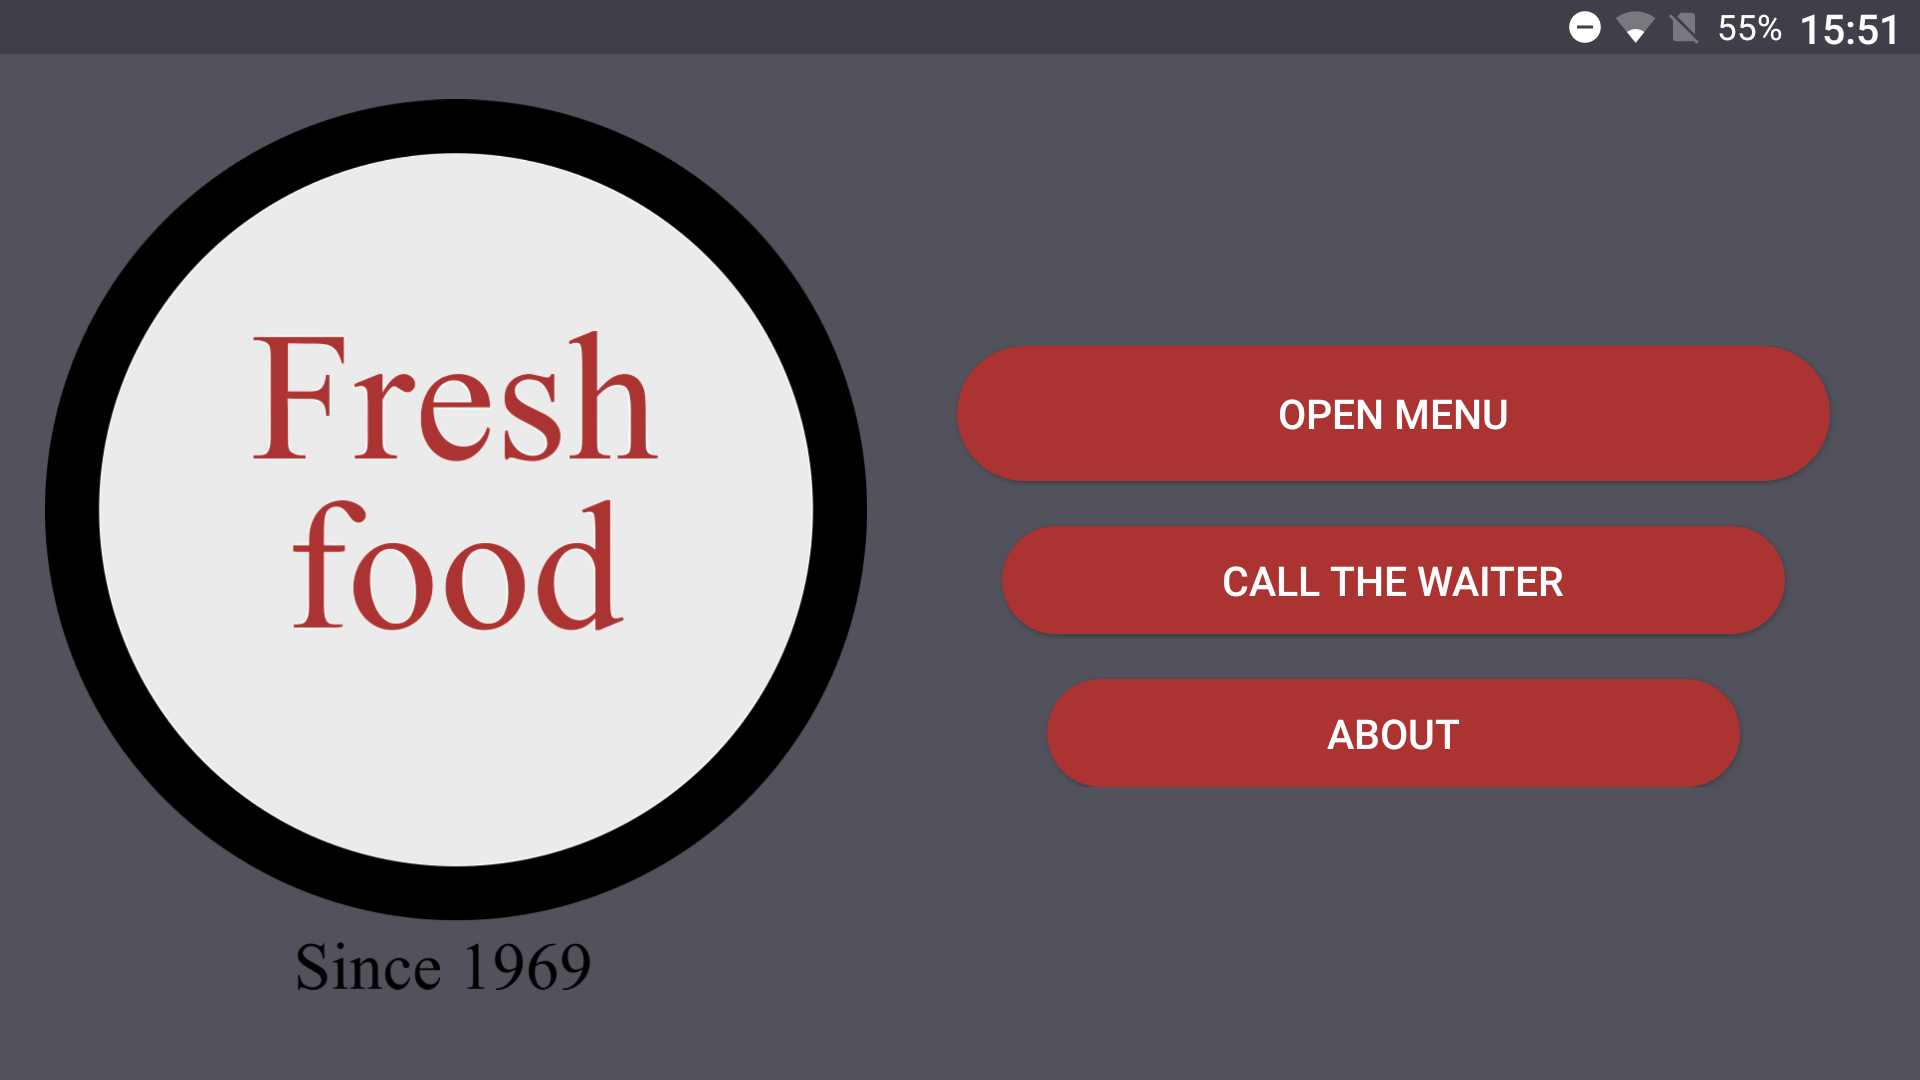 55% 15:51
Fresh
food
Since 1969
OPEN MENU
CALL THE WAITER
ABOUT